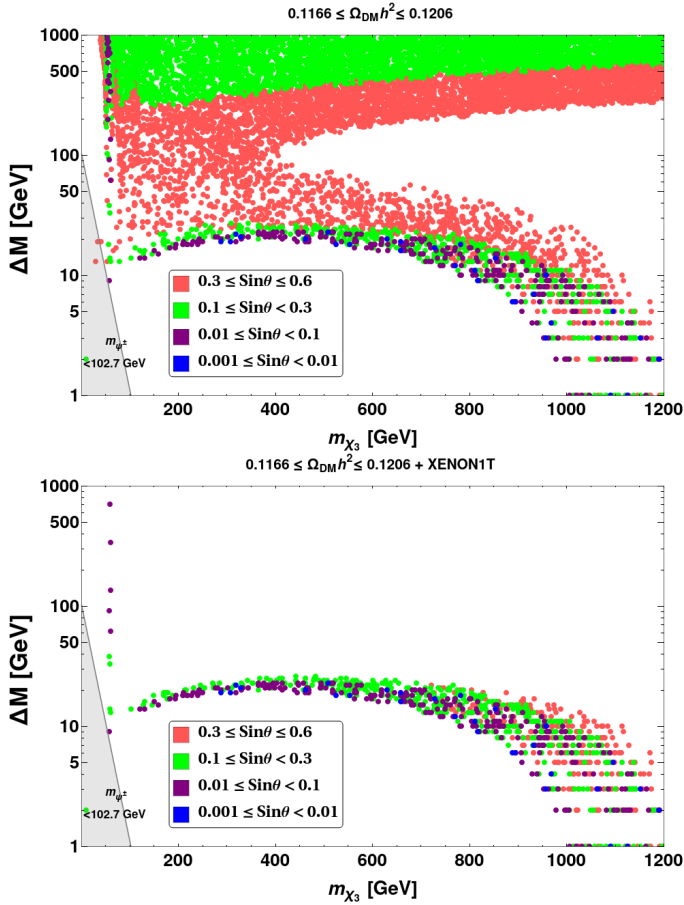 0.1166 ≤ Ω_DM h² ≤ 0.1206
1000
500
100
50
10
5
1
ΔM [GeV]
0.3 ≤ Sinθ ≤ 0.6
0.1 ≤ Sinθ < 0.3
0.01 ≤ Sinθ < 0.1
0.001 ≤ Sinθ < 0.01
m_ψ±
<102.7 GeV
200 400 600 800 1000 1200
m_χ₃ [GeV]
0.1166 ≤ Ω_DM h² ≤ 0.1206 + XENON1T
1000
500
100
50
10
5
1
ΔM [GeV]
0.3 ≤ Sinθ ≤ 0.6
0.1 ≤ Sinθ < 0.3
0.01 ≤ Sinθ < 0.1
0.001 ≤ Sinθ < 0.01
m_ψ±
<102.7 GeV
200 400 600 800 1000 1200
m_χ₃ [GeV]